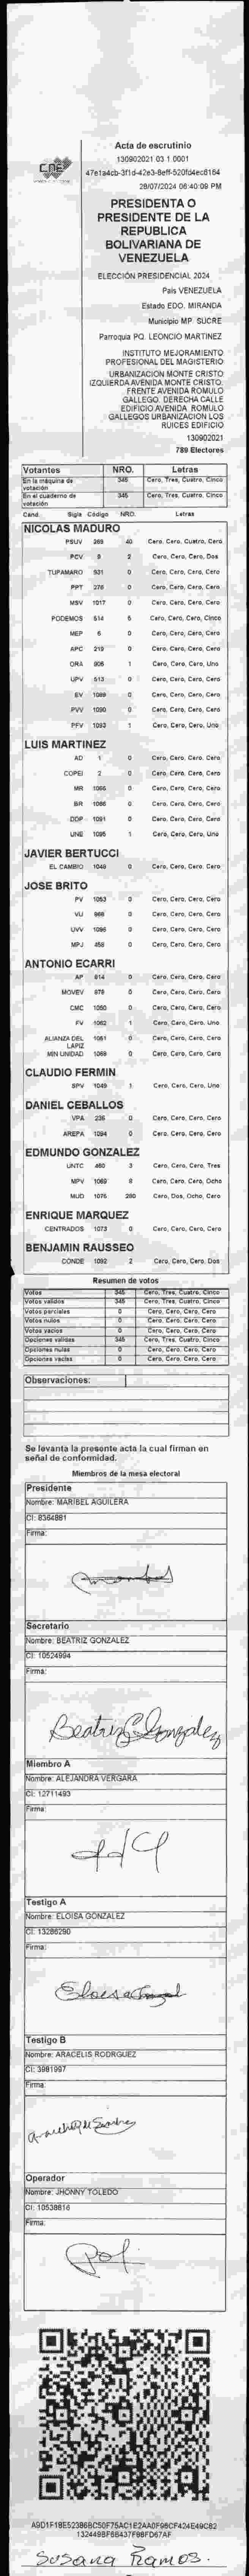 CNE
Acta de escrutinio
130902021.03.1.0001
28/07/2024 06:40:09 PM
PRESIDENTA O
PRESIDENTE DE LA
REPUBLICA
BOLIVARIANA DE
VENEZUELA
ELECCIÓN PRESIDENCIAL 2024
País VENEZUELA
Estado EDO. MIRANDA
Municipio MP. SUCRE
Parroquia PQ. LEONCIO MARTINEZ
INSTITUTO MEJORAMIENTO
PROFESIONAL DEL MAGISTERIO
URBANIZACION MONTE CRISTO
IZQUIERDA AVENIDA MONTE CRISTO.
FRENTE AVENIDA ROMULO
GALLEGO. DERECHA CALLE
EDIFICIO AVENIDA ROMULO
GALLEGOS URBANIZACION LOS
RUICES EDIFICIO
130902021
789 Electores
Votantes NRO. Letras
En la máquina de votación 345 Cero, Tres, Cuatro, Cinco
En el cuaderno de votación 345 Cero, Tres, Cuatro, Cinco
Cand. Sigla Código NRO. Letras
NICOLAS MADURO
PSUV 269 40 Cero, Cero, Cuatro, Cero
PCV 2 Cero, Cero, Cero, Dos
TUPAMARO 931 0 Cero, Cero, Cero, Cero
PPT 276 0 Cero, Cero, Cero, Cero
MSV 1017 0 Cero, Cero, Cero, Cero
PODEMOS 514 5 Cero, Cero, Cero, Cinco
MEP 6 0 Cero, Cero, Cero, Cero
APC 219 0 Cero, Cero, Cero, Cero
ORA 906 1 Cero, Cero, Cero, Uno
UPV 513 0 Cero, Cero, Cero, Cero
EV 1089 0 Cero, Cero, Cero, Cero
PVV 1090 0 Cero, Cero, Cero, Cero
PFV 1093 1 Cero, Cero, Cero, Uno
LUIS MARTINEZ
AD 1 0 Cero, Cero, Cero, Cero
COPEI 2 0 Cero, Cero, Cero, Cero
MR 0 Cero, Cero, Cero, Cero
BR 0 Cero, Cero, Cero, Cero
DDP 1091 0 Cero, Cero, Cero, Cero
UNE 1095 1 Cero, Cero, Cero, Uno
JAVIER BERTUCCI
EL CAMBIO 1049 0 Cero, Cero, Cero, Cero
JOSE BRITO
PV 1053 0 Cero, Cero, Cero, Cero
VU 968 0 Cero, Cero, Cero, Cero
UVV 1096 0 Cero, Cero, Cero, Cero
MPJ 458 0 Cero, Cero, Cero, Cero
ANTONIO ECARRI
AP 814 0 Cero, Cero, Cero, Cero
MOVEV 979 0 Cero, Cero, Cero, Cero
CMC 1050 0 Cero, Cero, Cero, Cero
FV 1062 1 Cero, Cero, Cero, Uno
ALIANZA DEL LAPIZ 1081 0 Cero, Cero, Cero, Cero
MIN UNIDAD 1069 0 Cero, Cero, Cero, Cero
CLAUDIO FERMIN
SPV 1049 1 Cero, Cero, Cero, Uno
DANIEL CEBALLOS
VPA 236 0 Cero, Cero, Cero, Cero
AREPA 1094 0 Cero, Cero, Cero, Cero
EDMUNDO GONZALEZ
UNTC 460 3 Cero, Cero, Cero, Tres
MPV 1069 8 Cero, Cero, Cero, Ocho
MUD 1076 280 Cero, Dos, Ocho, Cero
ENRIQUE MARQUEZ
CENTRADOS 1073 0 Cero, Cero, Cero, Cero
BENJAMIN RAUSSEO
CONDE 1092 2 Cero, Cero, Cero, Dos
Resumen de votos
Votos 345 Cero, Tres, Cuatro, Cinco
Votos validos 345 Cero, Tres, Cuatro, Cinco
Votos parciales 0 Cero, Cero, Cero, Cero
Votos nulos 0 Cero, Cero, Cero, Cero
Votos vacios 0 Cero, Cero, Cero, Cero
Opciones validas 345 Cero, Tres, Cuatro, Cinco
Opciones nulas 0 Cero, Cero, Cero, Cero
Opciones vacias 0 Cero, Cero, Cero, Cero
Observaciones:
Se levanta la presente acta la cual firman en
señal de conformidad.
Miembros de la mesa electoral
Presidente
Nombre: MARIBEL AGUILERA
CI: 8364881
Firma:
Secretario
Nombre: BEATRIZ GONZALEZ
CI: 10524994
Firma:
Beatriz Gonzalez
Miembro A
Nombre: ALEJANDRA VERGARA
CI: 12711493
Firma:
Testigo A
Nombre: ELOISA GONZALEZ
CI: 13286290
Firma:
Testigo B
Nombre: ARACELIS RODRGUEZ
CI: 3981997
Firma:
Operador
Nombre: JHONNY TOLEDO
CI: 10538816
Firma:
Susana Ramos.